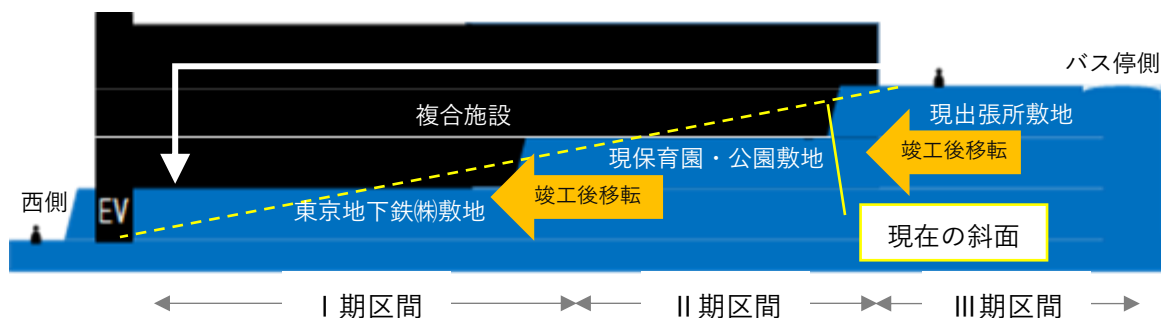 バス停側
複合施設
現出張所敷地
竣工後移転
現保育園・公園敷地
竣工後移転
西側
EV
東京地下鉄㈱敷地
現在の斜面
Ⅰ期区間
Ⅱ期区間
Ⅲ期区間